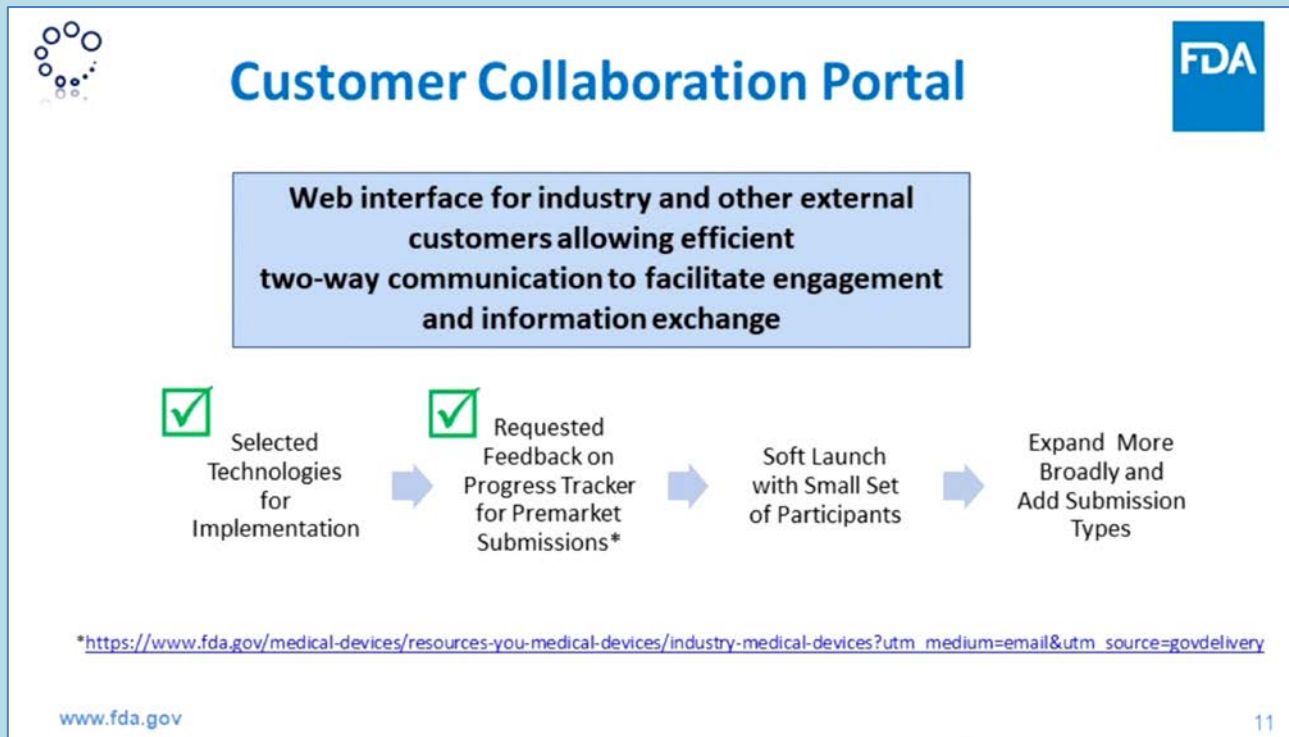 Customer Collaboration Portal
FDA
Web interface for industry and other external
customers allowing efficient
two-way communication to facilitate engagement
and information exchange
Selected
Technologies
for
Implementation
Requested
Feedback on
Progress Tracker
for Premarket
Submissions*
Soft Launch
with Small Set
of Participants
Expand More
Broadly and
Add Submission
Types
*https://www.fda.gov/medical-devices/resources-you-medical-devices/industry-medical-devices?utm_medium=email&utm_source=govdelivery
www.fda.gov
11